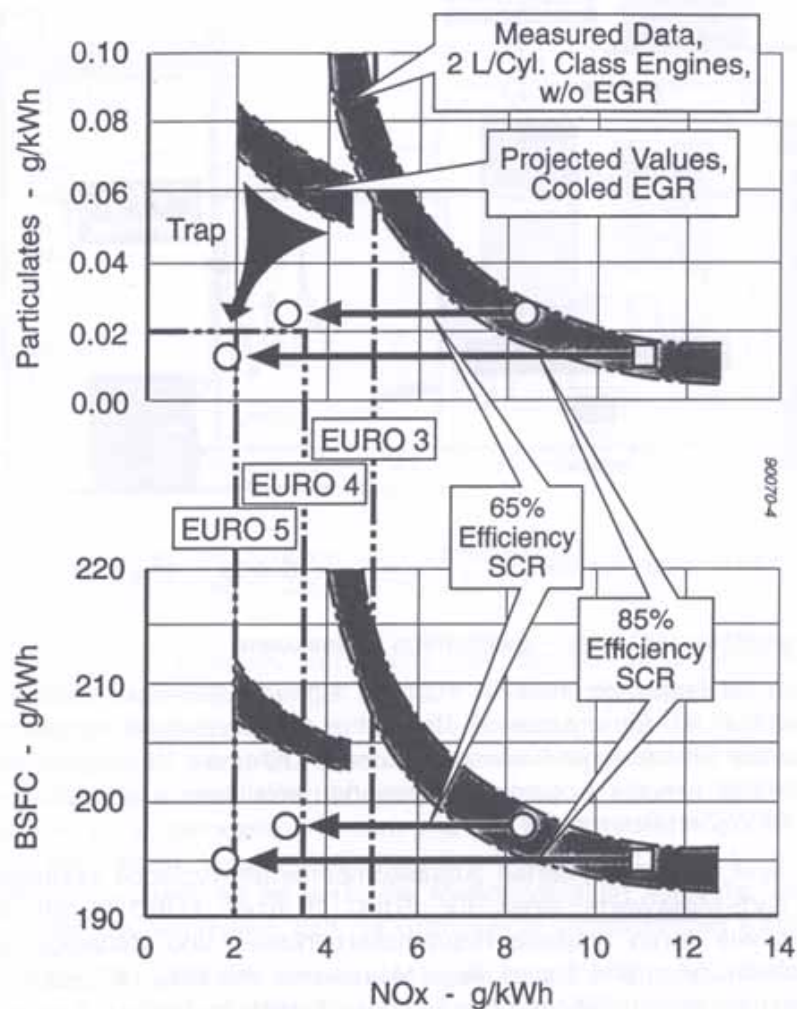 Measured Data,
2 L/Cyl. Class Engines,
w/o EGR
Projected Values,
Cooled EGR
Trap
Particulates - g/kWh
0.10
0.08
0.06
0.04
0.02
0.00
EURO 3
EURO 4
EURO 5
65%
Efficiency
SCR
85%
Efficiency
SCR
90070-4
BSFC - g/kWh
220
210
200
190
0
2
4
6
8
10
12
14
NOx - g/kWh